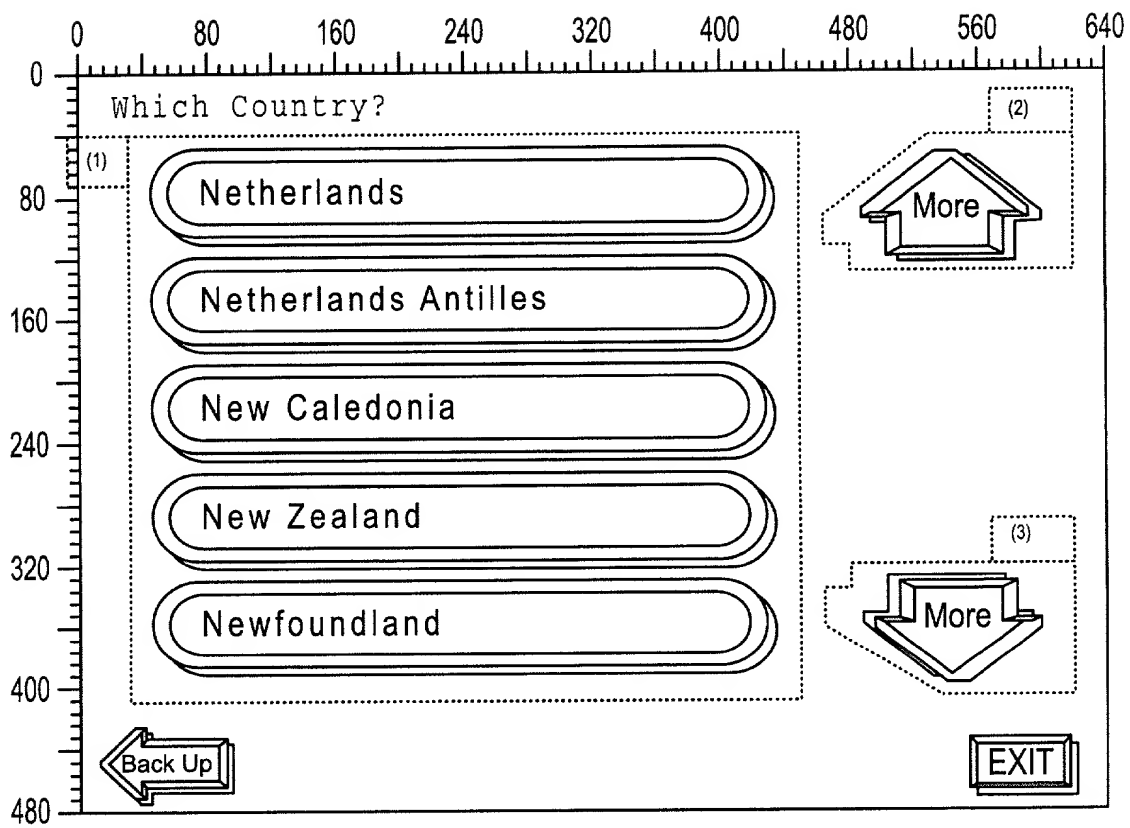 0 80 160 240 320 400 480 560 640
0
Which Country?
(2)
(1)
Netherlands
80
More
Netherlands Antilles
160
New Caledonia
240
New Zealand
(3)
320
Newfoundland
More
400
Back Up
EXIT
480